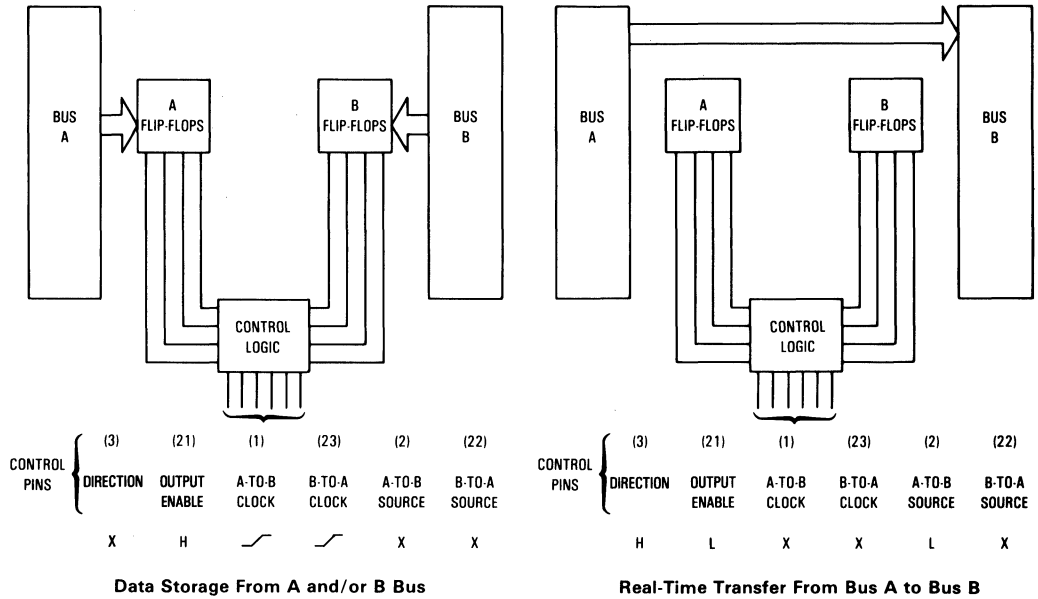 BUS
A
A
FLIP-FLOPS
B
FLIP-FLOPS
BUS
B
CONTROL
LOGIC
CONTROL
PINS
(3) (21) (1) (23) (2) (22)
DIRECTION OUTPUT ENABLE A-TO-B CLOCK B-TO-A CLOCK A-TO-B SOURCE B-TO-A SOURCE
X H X X
Data Storage From A and/or B Bus
BUS
A
A
FLIP-FLOPS
B
FLIP-FLOPS
BUS
B
CONTROL
LOGIC
CONTROL
PINS
(3) (21) (1) (23) (2) (22)
DIRECTION OUTPUT ENABLE A-TO-B CLOCK B-TO-A CLOCK A-TO-B SOURCE B-TO-A SOURCE
H L X X L X
Real-Time Transfer From Bus A to Bus B